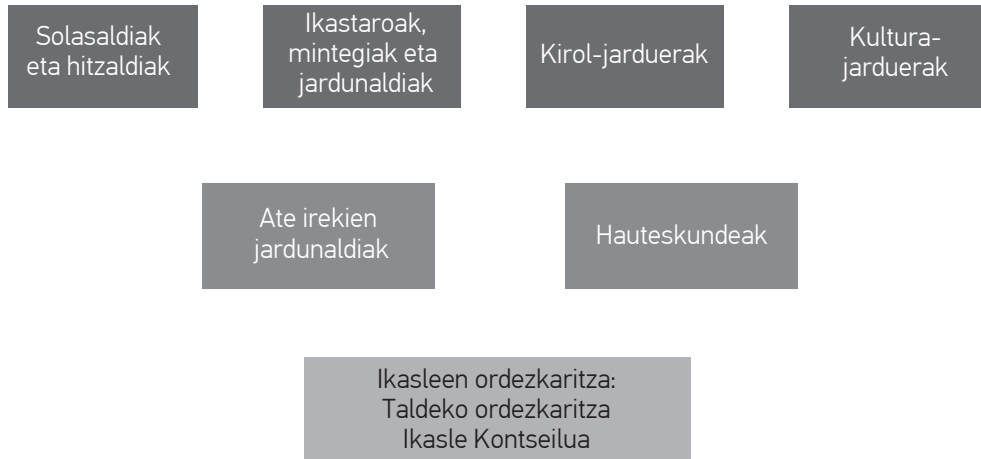 Solasaldiak
eta hitzaldiak
Ikastaroak,
mintegiak eta
jardunaldiak
Kirol-jarduerak
Kultura-
jarduerak
Ate irekien
jardunaldiak
Hauteskundeak
Ikasleen ordezkaritza:
Taldeko ordezkaritza
Ikasle Kontseilua